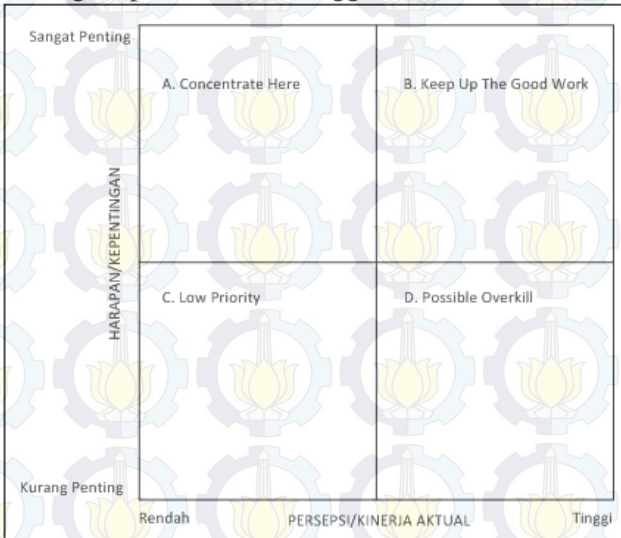 Sangat Penting
A. Concentrate Here
B. Keep Up The Good Work
HARAPAN/KEPENTINGAN
C. Low Priority
D. Possible Overkill
Kurang Penting
Rendah
PERSEPSI/KINERJA AKTUAL
Tinggi